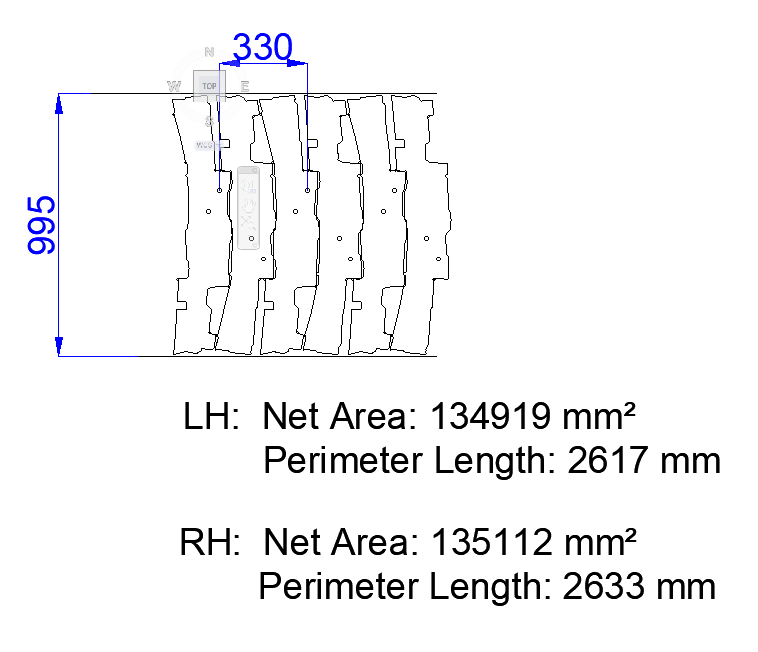 N
330
W
TOP
E
S
995
LH: Net Area: 134919 mm²
Perimeter Length: 2617 mm
RH: Net Area: 135112 mm²
Perimeter Length: 2633 mm